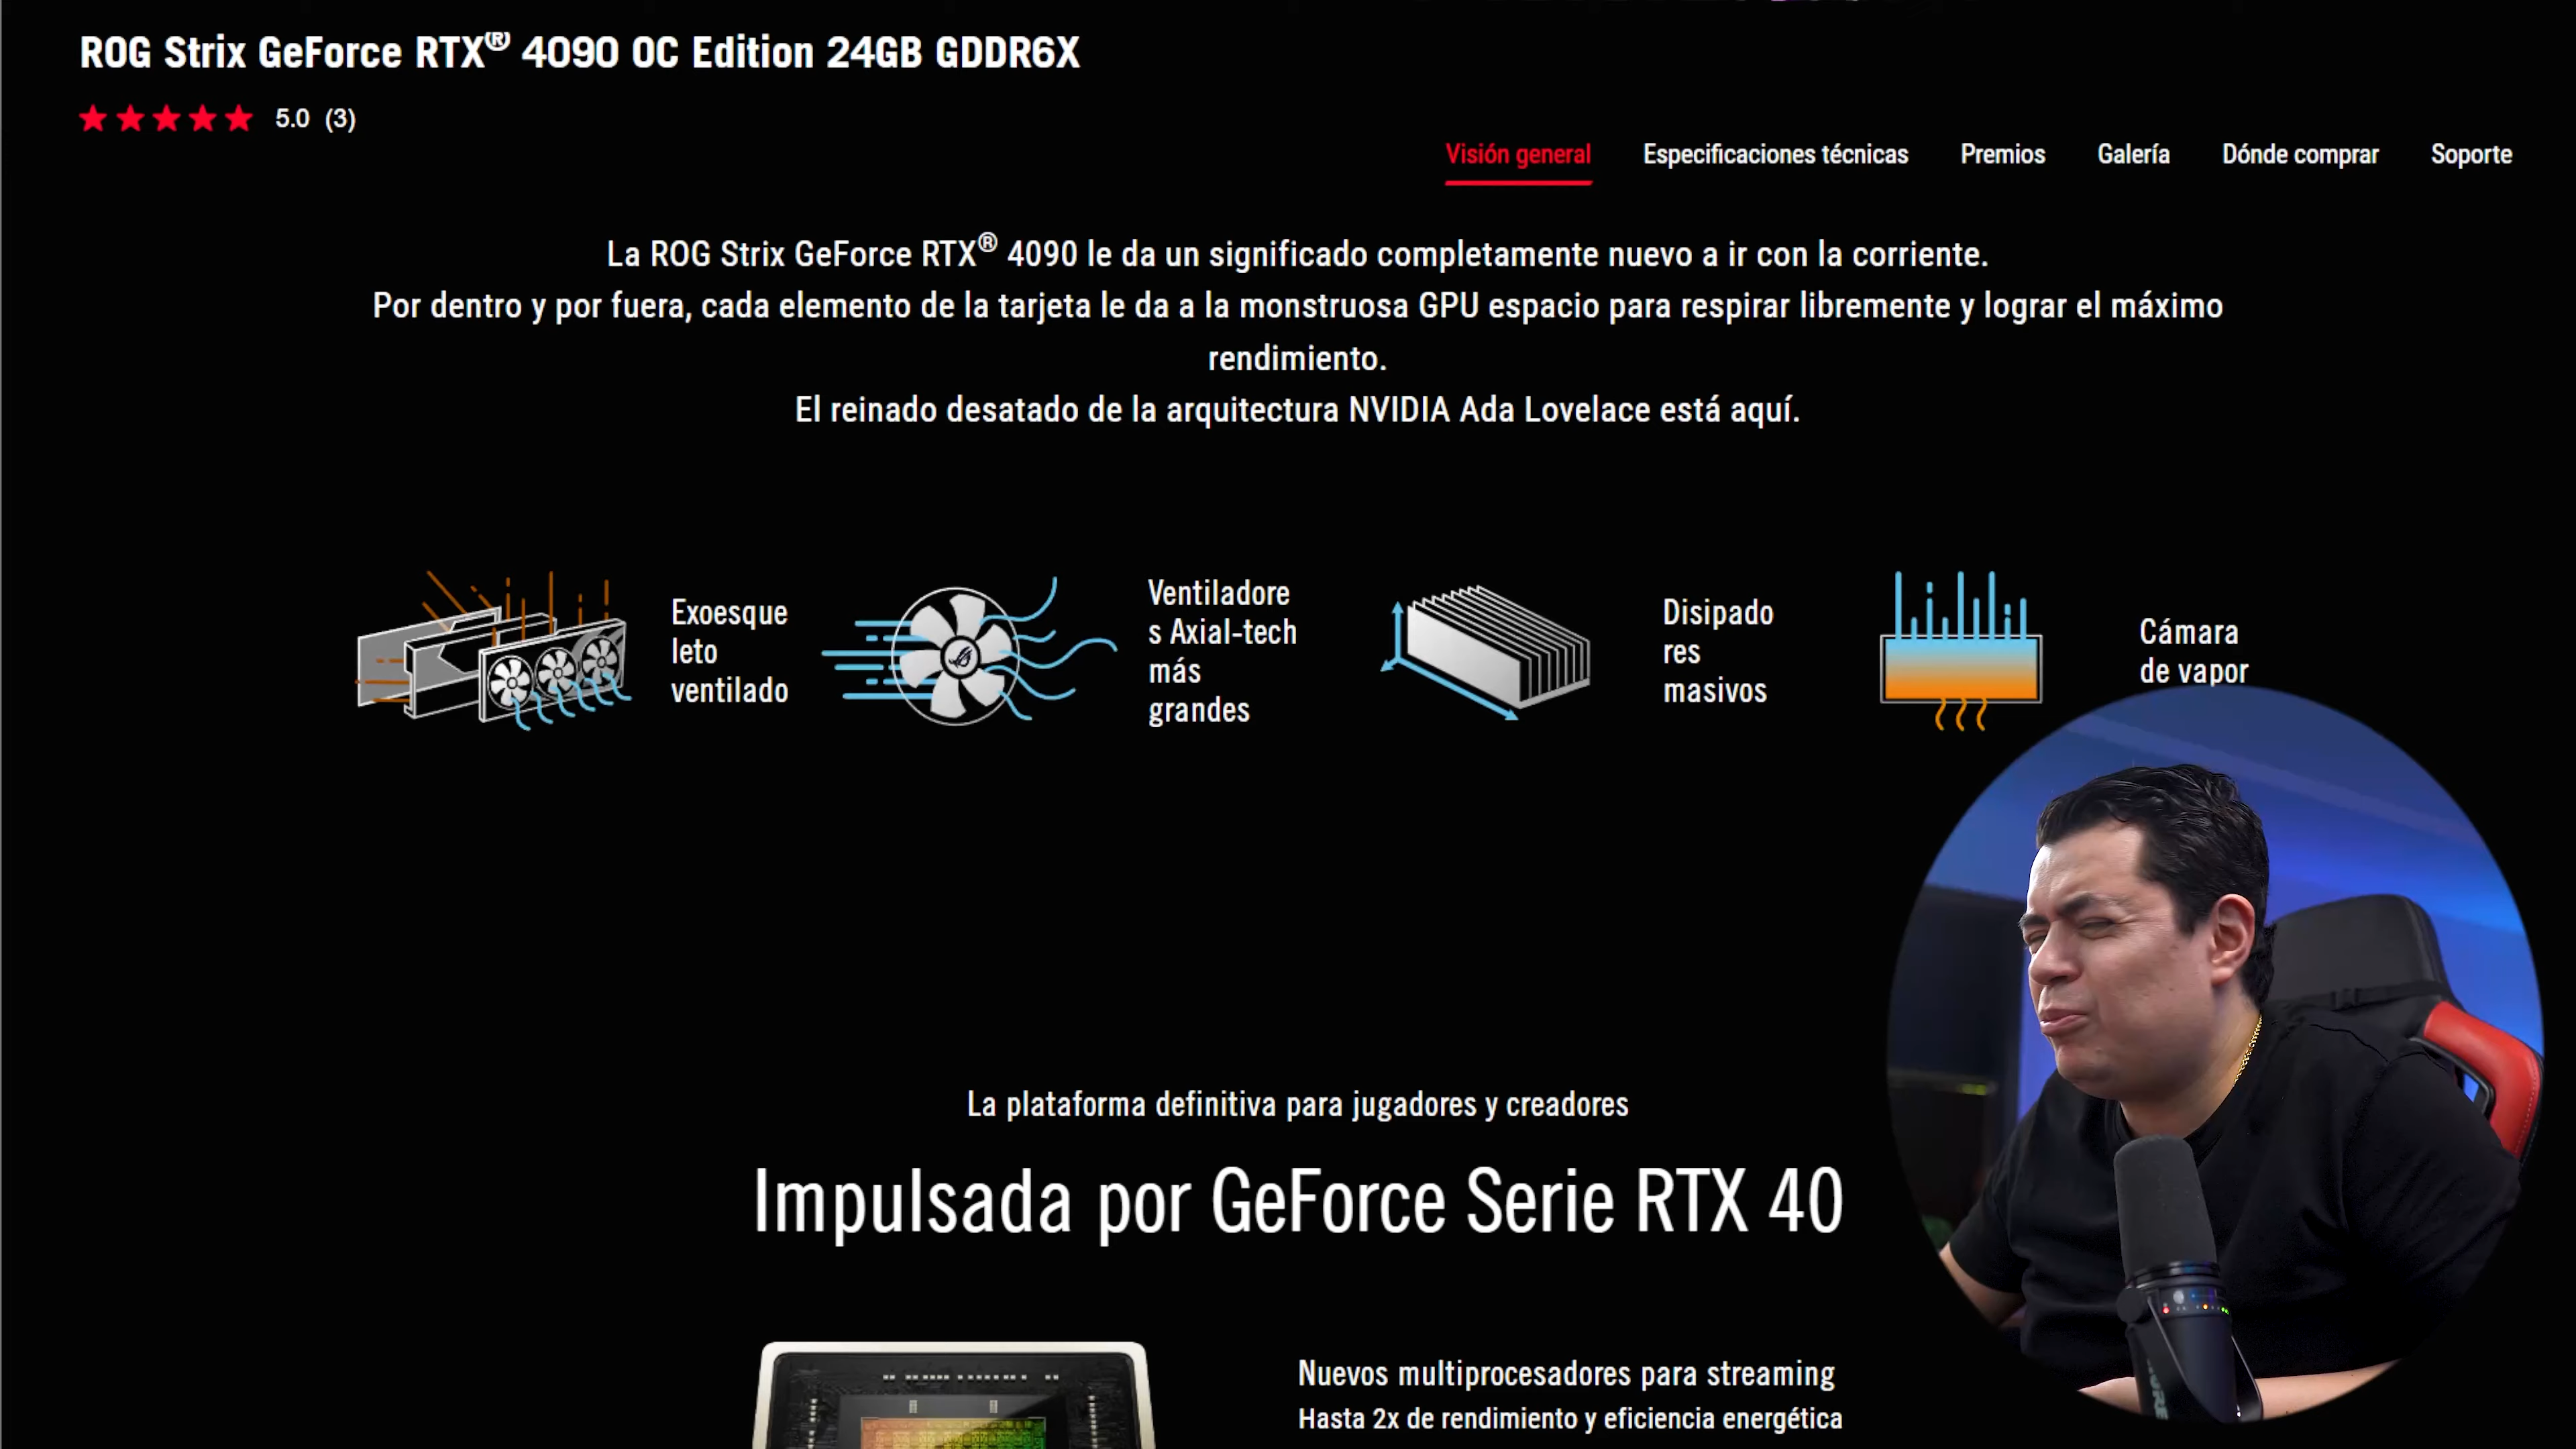 ROG Strix GeForce RTX® 4090 OC Edition 24GB GDDR6X
5.0 (3)
Visión general Especificaciones técnicas Premios Galería Dónde comprar Soporte
La ROG Strix GeForce RTX® 4090 le da un significado completamente nuevo a ir con la corriente.
Por dentro y por fuera, cada elemento de la tarjeta le da a la monstruosa GPU espacio para respirar libremente y lograr el máximo
rendimiento.
El reinado desatado de la arquitectura NVIDIA Ada Lovelace está aquí.
Exoesque
leto
ventilado
Ventiladore
s Axial-tech
más
grandes
Disipado
res
masivos
Cámara
de vapor
La plataforma definitiva para jugadores y creadores
Impulsada por GeForce Serie RTX 40
Nuevos multiprocesadores para streaming
Hasta 2x de rendimiento y eficiencia energética